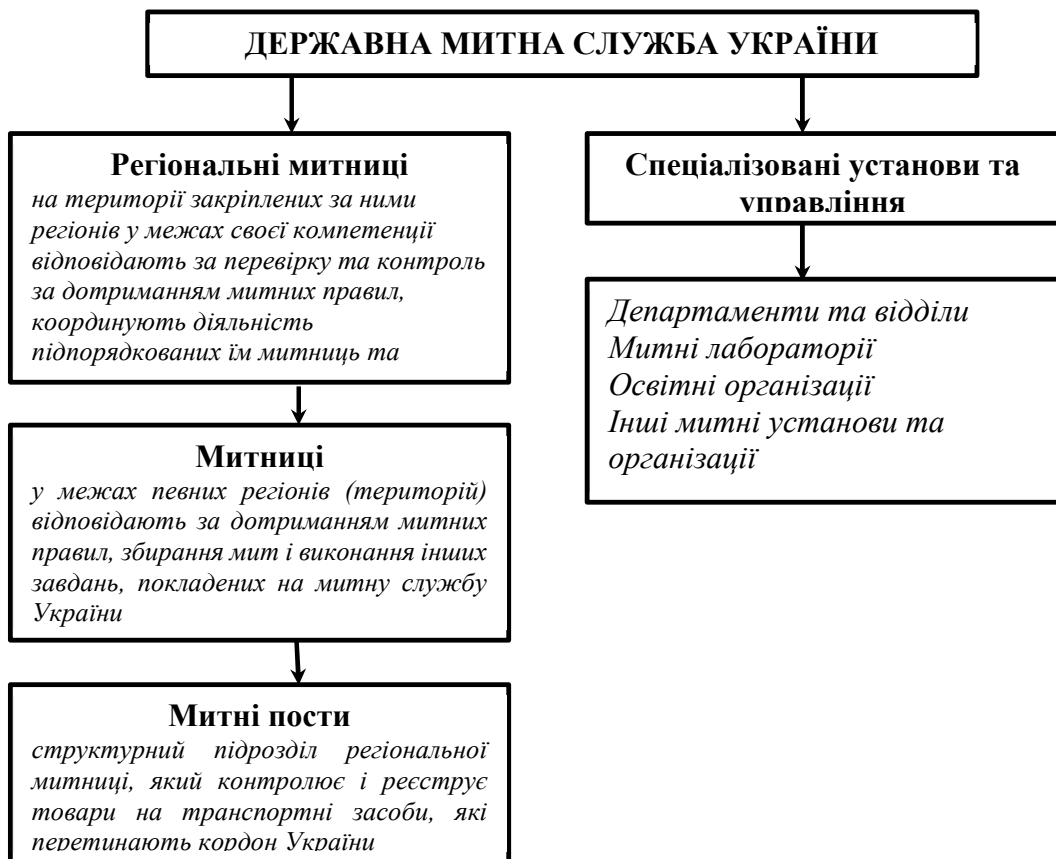 ДЕРЖАВНА МИТНА СЛУЖБА УКРАЇНИ
Регіональні митниці
на території закріплених за ними
регіонів у межах своєї компетенції
відповідають за перевірку та контроль
за дотриманням митних правил,
координують діяльність
підпорядкованих їм митниць та
Митниці
у межах певних регіонів (територій)
відповідають за дотриманням митних
правил, збирання мит і виконання інших
завдань, покладених на митну службу
України
Митні пости
структурний підрозділ регіональної
митниці, який контролює і реєструє
товари на транспортні засоби, які
перетинають кордон України
Спеціалізовані установи та
управління
Департаменти та відділи
Митні лабораторії
Освітні організації
Інші митні установи та
організації